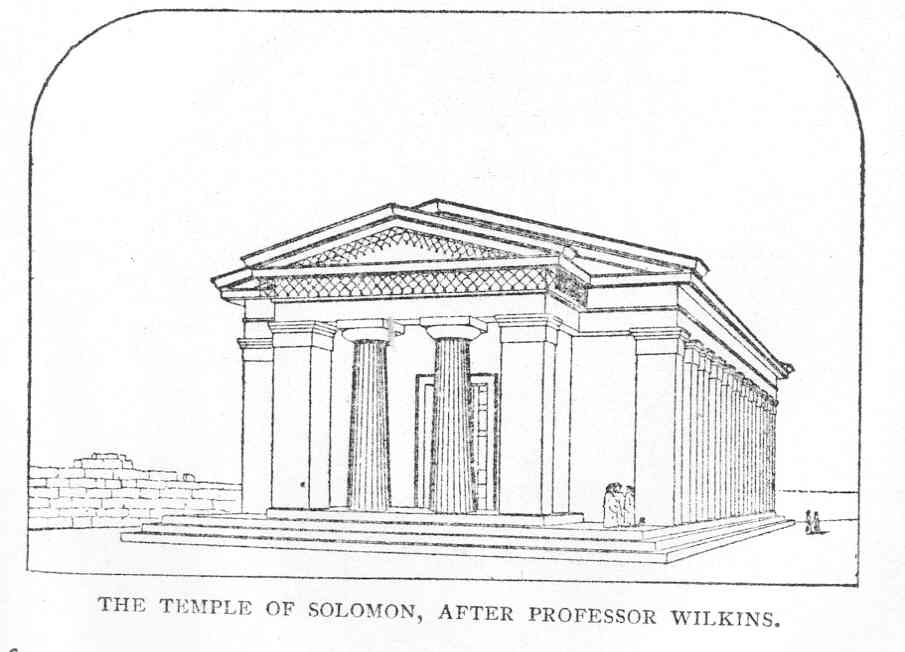 THE TEMPLE OF SOLOMON, AFTER PROFESSOR WILKINS.